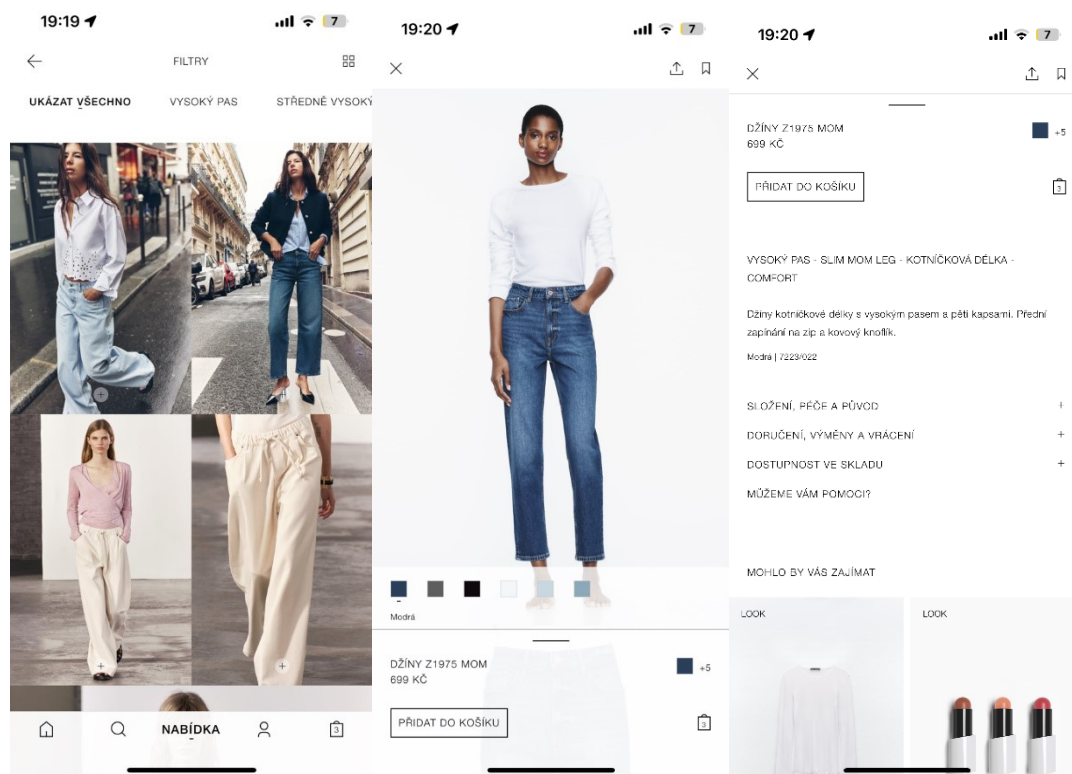 19:19
7
FILTRY
UKÁZAT VŠECHNO
VYSOKÝ PAS
STŘEDNĚ VYSOKÝ
NABÍDKA
3
19:20
7
Modrá
DŽÍNY Z1975 MOM
+5
699 KČ
PŘIDAT DO KOŠÍKU
3
19:20
7
DŽÍNY Z1975 MOM
+5
699 KČ
PŘIDAT DO KOŠÍKU
3
VYSOKÝ PAS - SLIM MOM LEG - KOTNÍČKOVÁ DÉLKA -
COMFORT
Džíny kotníčkové délky s vysokým pasem a pěti kapsami. Přední
zapínání na zip a kovový knoflík.
Modrá | 7223/022
SLOŽENÍ, PÉČE A PŮVOD +
DORUČENÍ, VÝMĚNY A VRÁCENÍ +
DOSTUPNOST VE SKLADU +
MŮŽEME VÁM POMOCI?
MOHLO BY VÁS ZAJÍMAT
LOOK
LOOK